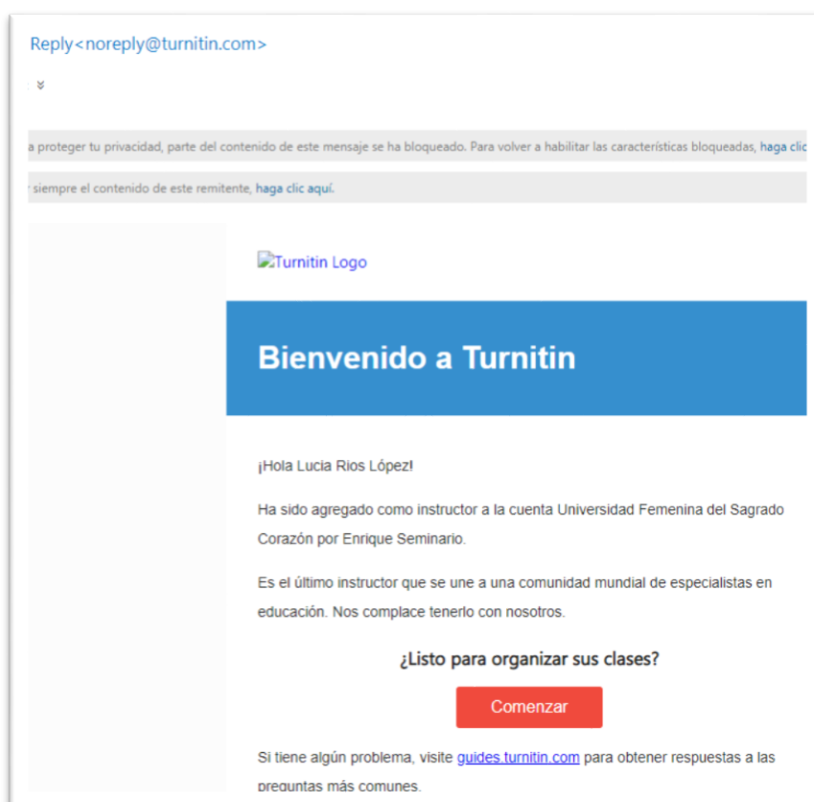 Reply<noreply@turnitin.com>
a proteger tu privacidad, parte del contenido de este mensaje se ha bloqueado. Para volver a habilitar las características bloqueadas, haga clic
siempre el contenido de este remitente, haga clic aquí.
Turnitin Logo
Bienvenido a Turnitin
¡Hola Lucia Rios López!
Ha sido agregado como instructor a la cuenta Universidad Femenina del Sagrado
Corazón por Enrique Seminario.
Es el último instructor que se une a una comunidad mundial de especialistas en
educación. Nos complace tenerlo con nosotros.
¿Listo para organizar sus clases?
Comenzar
Si tiene algún problema, visite guides.turnitin.com para obtener respuestas a las
preguntas más comunes.